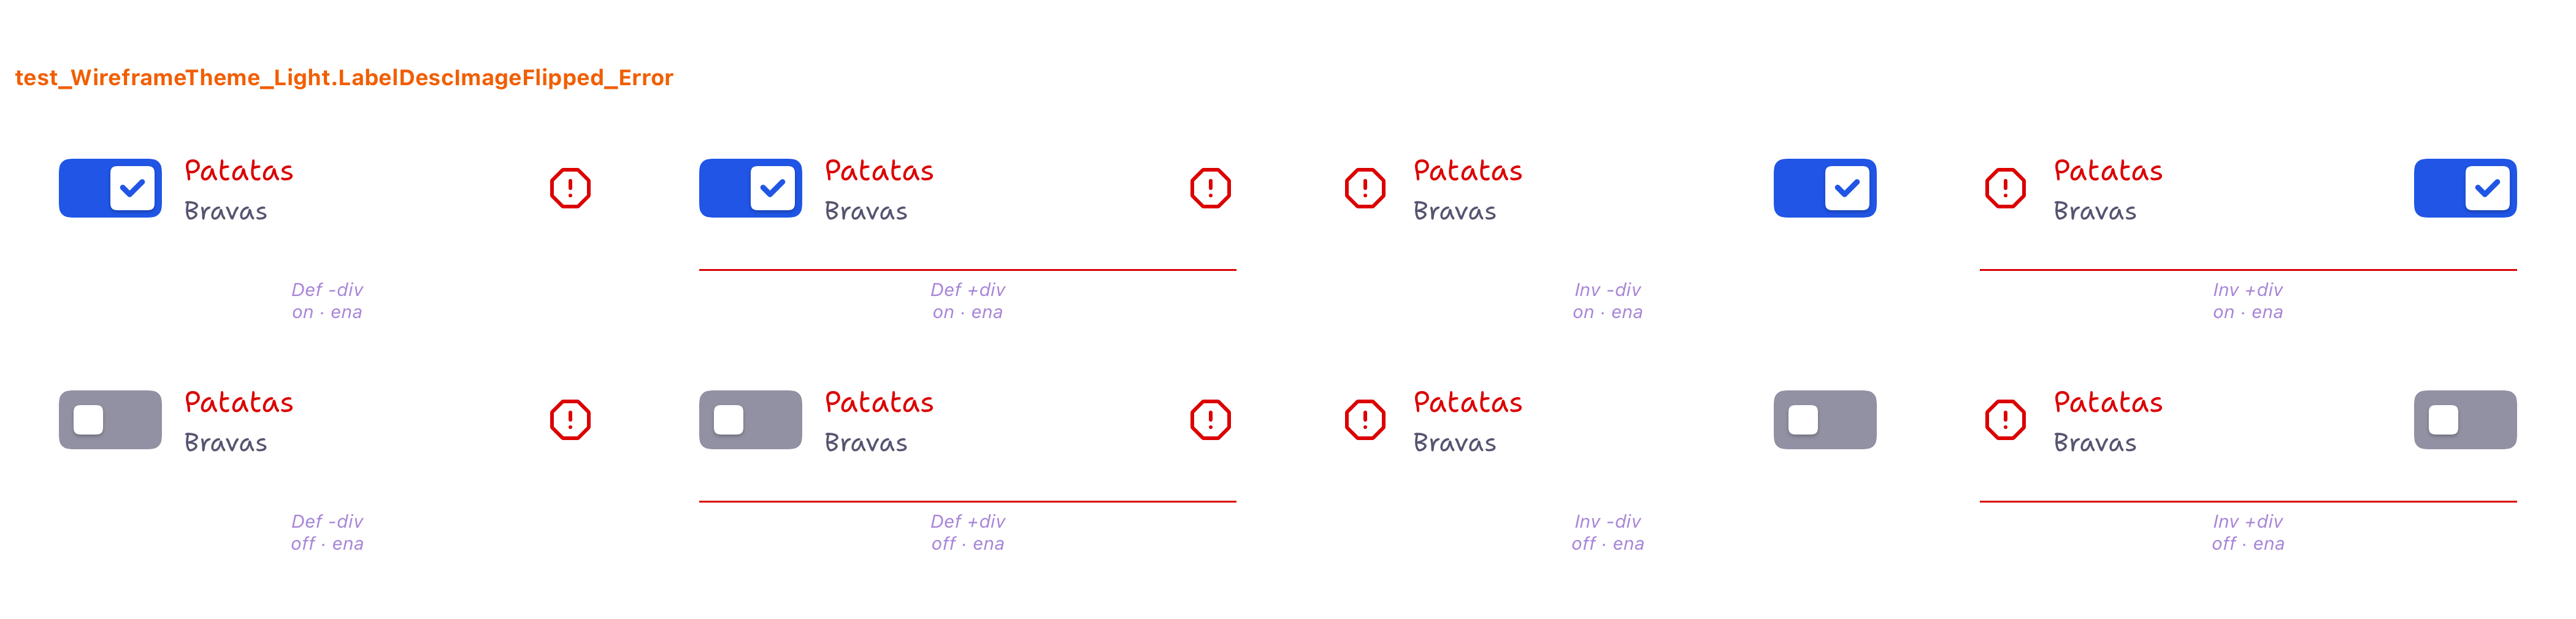 test_WireframeTheme_Light.LabelDescImageFlipped_Error
Patatas
Bravas
Def -div
on · ena
Patatas
Bravas
Def +div
on · ena
Patatas
Bravas
Inv -div
on · ena
Patatas
Bravas
Inv +div
on · ena
Patatas
Bravas
Def -div
off · ena
Patatas
Bravas
Def +div
off · ena
Patatas
Bravas
Inv -div
off · ena
Patatas
Bravas
Inv +div
off · ena